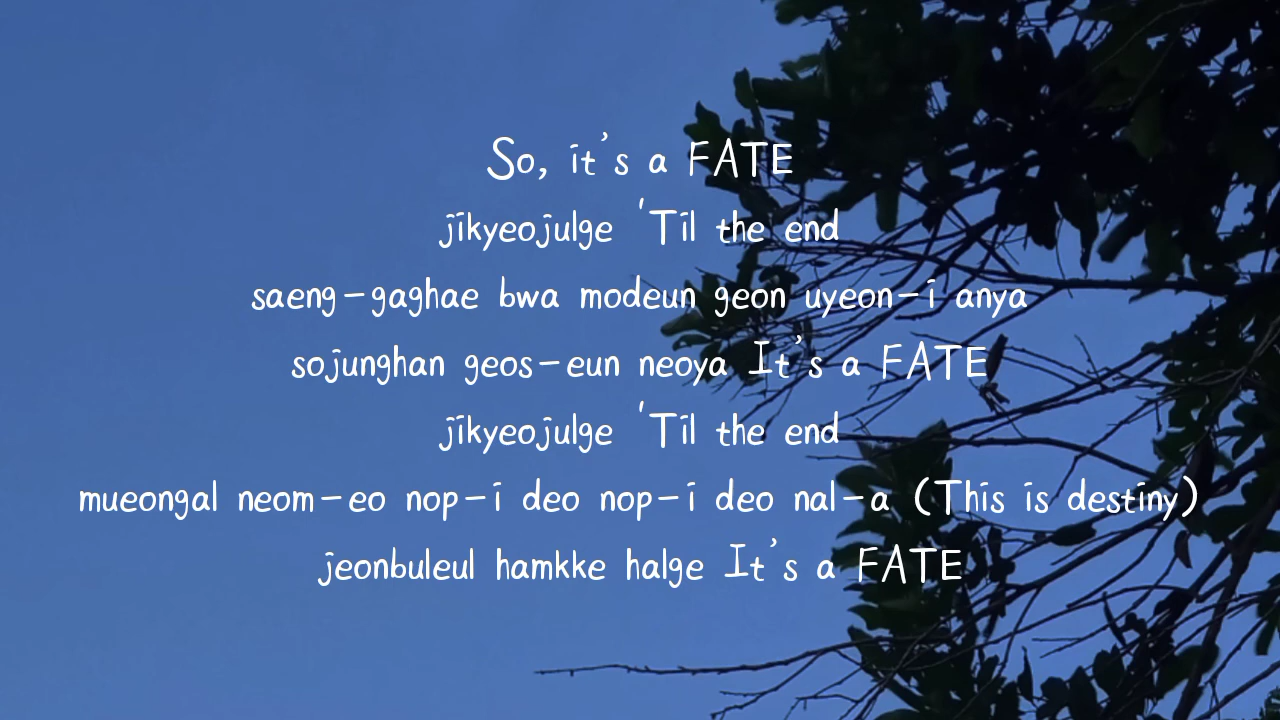 So, it's a FATE
jikyeojulge 'Til the end
saeng-gaghae bwa modeun geon uyeon-i anya
sojunghan geos-eun neoya It's a FATE
jikyeojulge 'Til the end
mueongal neom-eo nop-i deo nop-i deo nal-a (This is destiny)
jeonbuleul hamkke halge It's a FATE